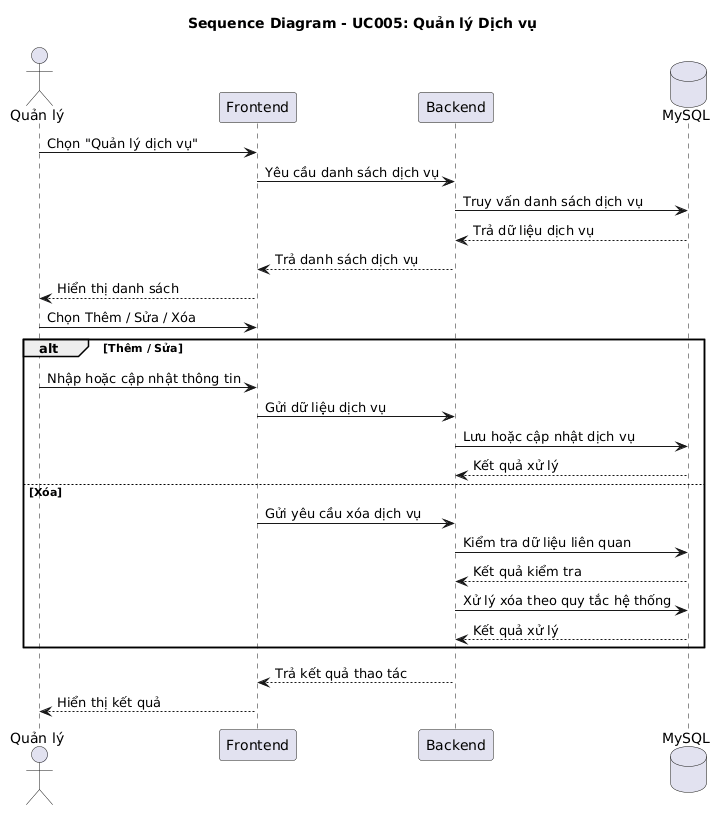 Sequence Diagram - UC005: Quản lý Dịch vụ
Quản lý
Frontend
Backend
MySQL
Chọn "Quản lý dịch vụ"
Yêu cầu danh sách dịch vụ
Truy vấn danh sách dịch vụ
Trả dữ liệu dịch vụ
Trả danh sách dịch vụ
Hiển thị danh sách
Chọn Thêm / Sửa / Xóa
alt [Thêm / Sửa]
Nhập hoặc cập nhật thông tin
Gửi dữ liệu dịch vụ
Lưu hoặc cập nhật dịch vụ
Kết quả xử lý
[Xóa]
Gửi yêu cầu xóa dịch vụ
Kiểm tra dữ liệu liên quan
Kết quả kiểm tra
Xử lý xóa theo quy tắc hệ thống
Kết quả xử lý
Trả kết quả thao tác
Hiển thị kết quả
Quản lý
Frontend
Backend
MySQL